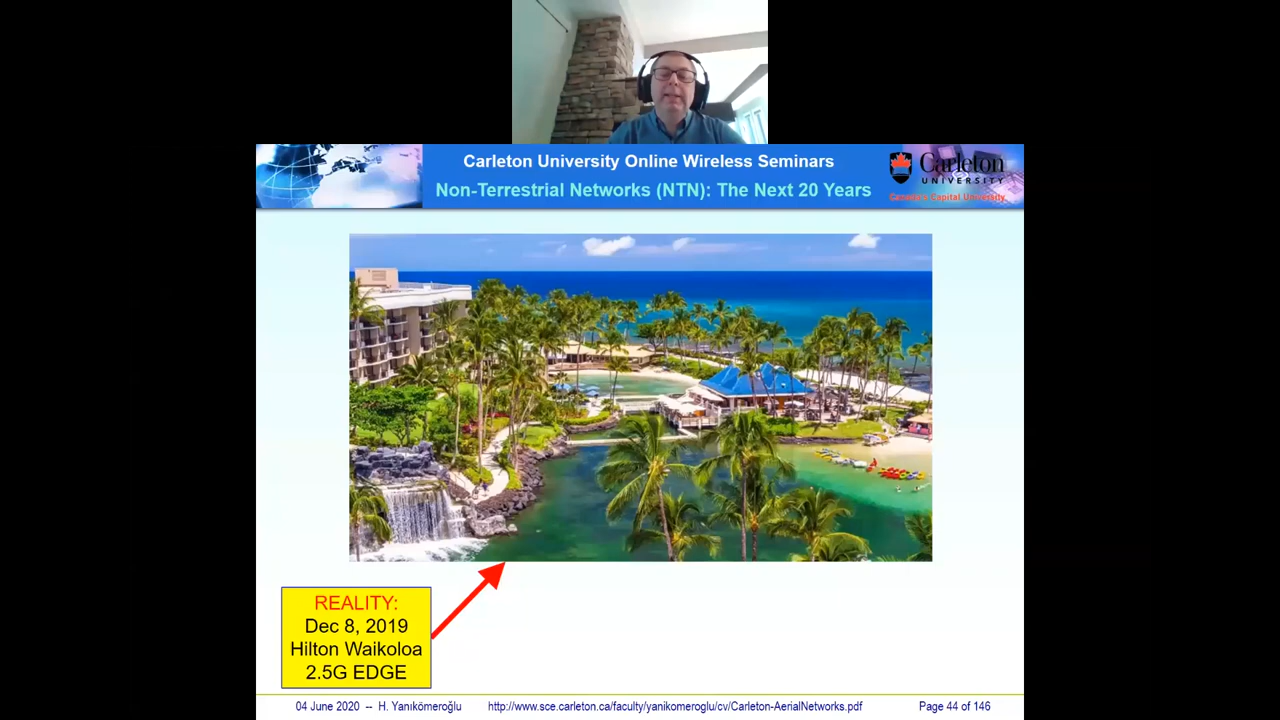 Carleton University Online Wireless Seminars
Non-Terrestrial Networks (NTN): The Next 20 Years
Carleton
UNIVERSITY
Canada's Capital University
REALITY:
Dec 8, 2019
Hilton Waikoloa
2.5G EDGE
04 June 2020 -- H. Yanıkömeroğlu http://www.sce.carleton.ca/faculty/yanikomeroglu/cv/Carleton-AerialNetworks.pdf Page 44 of 146